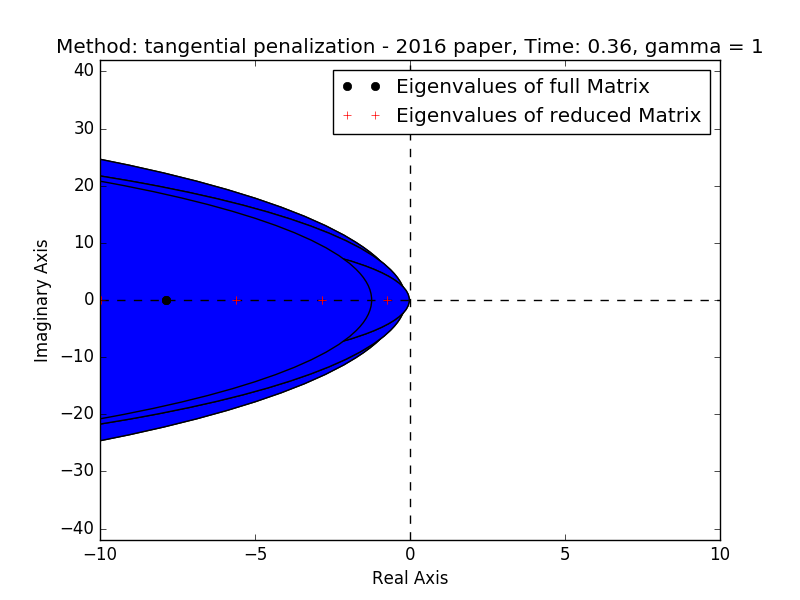 Method: tangential penalization - 2016 paper, Time: 0.36, gamma = 1
Eigenvalues of full Matrix
Eigenvalues of reduced Matrix
40
30
20
10
0
−10
−20
−30
−40
Imaginary Axis
−10 −5 0 5 10
Real Axis